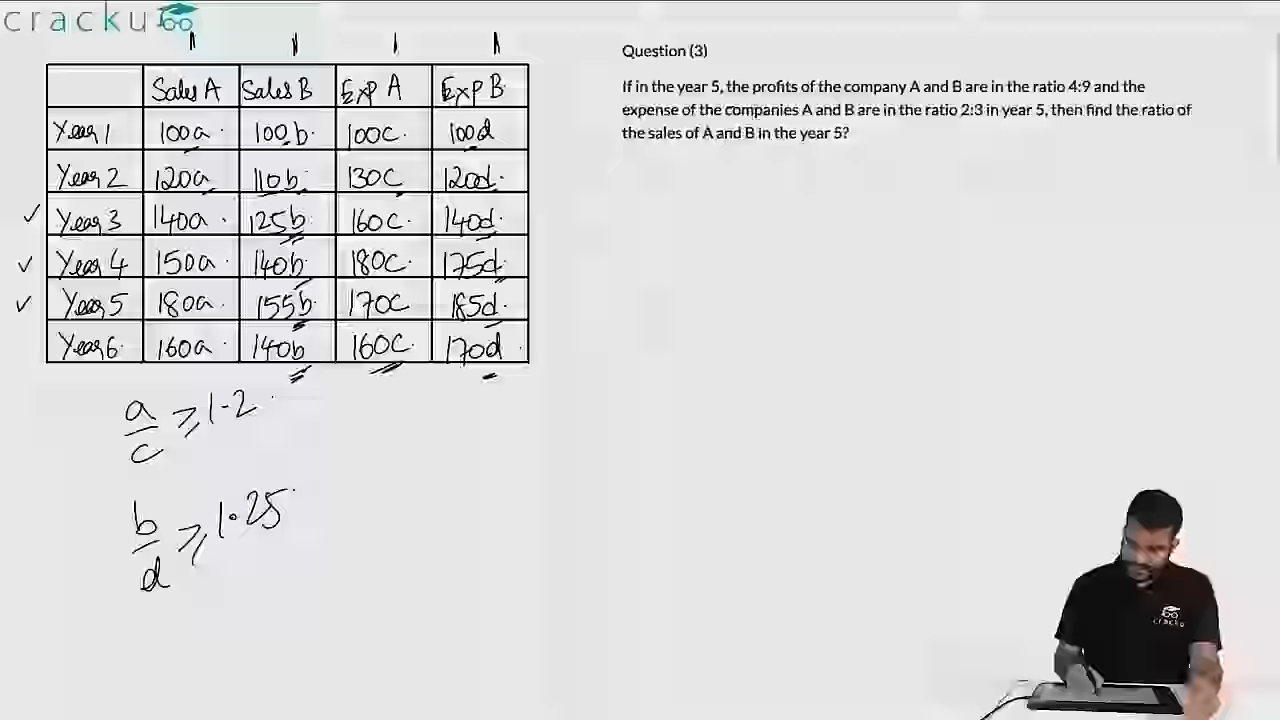 cracku
Question (3)
If in the year 5, the profits of the company A and B are in the ratio 4:9 and the
expense of the companies A and B are in the ratio 2:3 in year 5, then find the ratio of
the sales of A and B in the year 5?
Sales A Sales B Exp A Exp B
Year 1 100a 100b 100c 100d
Year 2 120a 110b 130c 120d
Year 3 140a 125b 160c 140d
Year 4 150a 140b 180c 175d
Year 5 180a 155b 170c 185d
Year 6 160a 140b 160c 170d
a/c ⩾ 1.2
b/d ⩾ 1.25
cracku